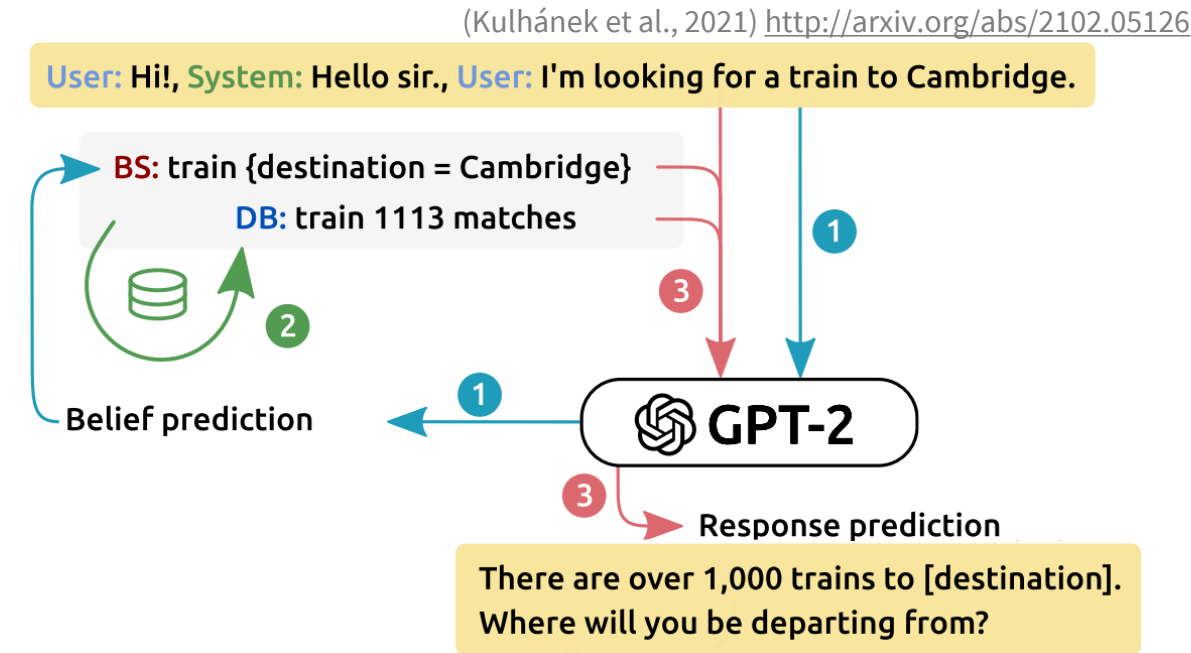 (Kulhánek et al., 2021) http://arxiv.org/abs/2102.05126
User: Hi!, System: Hello sir., User: I'm looking for a train to Cambridge.
BS: train {destination = Cambridge}
DB: train 1113 matches
1
3
2
1
Belief prediction
GPT-2
3
Response prediction
There are over 1,000 trains to [destination].
Where will you be departing from?